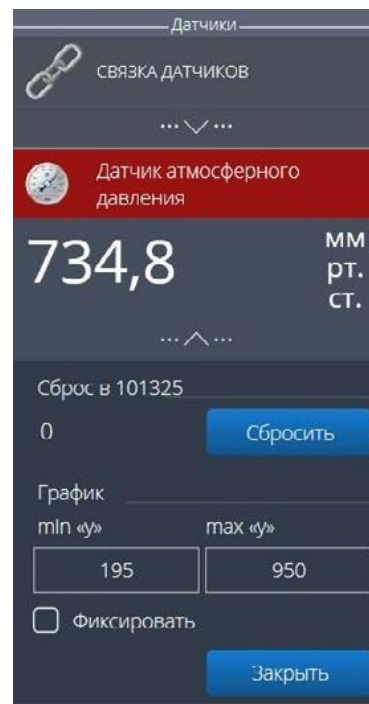 Датчики
СВЯЗКА ДАТЧИКОВ
Датчик атмосферного
давления
734,8
мм
рт.
ст.
Сброс в 101325
0
Сбросить
График
min «y»
max «y»
195
950
Фиксировать
Закрыть